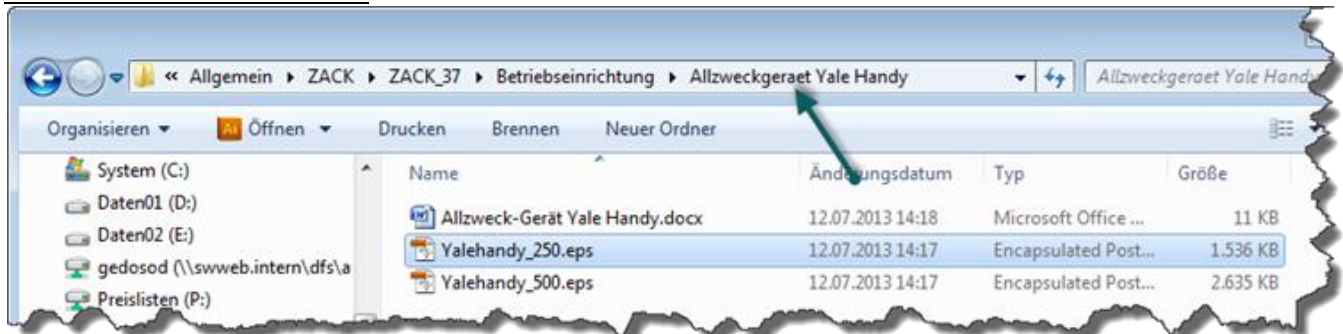 « Allgemein ▸ ZACK ▸ ZACK_37 ▸ Betriebseinrichtung ▸ Allzweckgeraet Yale Handy
Allzweckgeraet Yale Handy
Organisieren Öffnen Drucken Brennen Neuer Ordner
System (C:)
Daten01 (D:)
Daten02 (E:)
gedosod (\\swweb.intern\dfs\a
Preislisten (P:)
Name Änderungsdatum Typ Größe
Allzweck-Gerät Yale Handy.docx 12.07.2013 14:18 Microsoft Office ... 11 KB
Yalehandy_250.eps 12.07.2013 14:17 Encapsulated Post... 1.536 KB
Yalehandy_500.eps 12.07.2013 14:17 Encapsulated Post... 2.635 KB